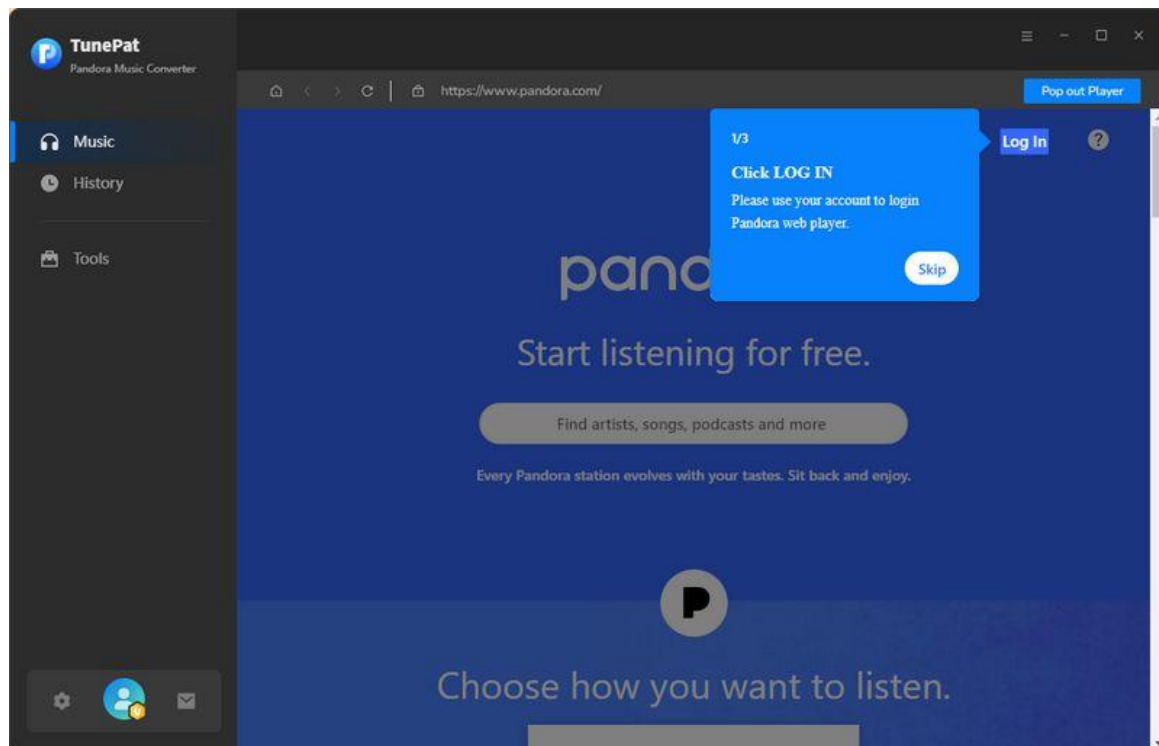 TunePat
Pandora Music Converter
https://www.pandora.com/
Pop out Player
Music
History
Tools
1/3
Click LOG IN
Please use your account to login
Pandora web player.
Skip
Log In
pand
Start listening for free.
Find artists, songs, podcasts and more
Every Pandora station evolves with your tastes. Sit back and enjoy.
Choose how you want to listen.